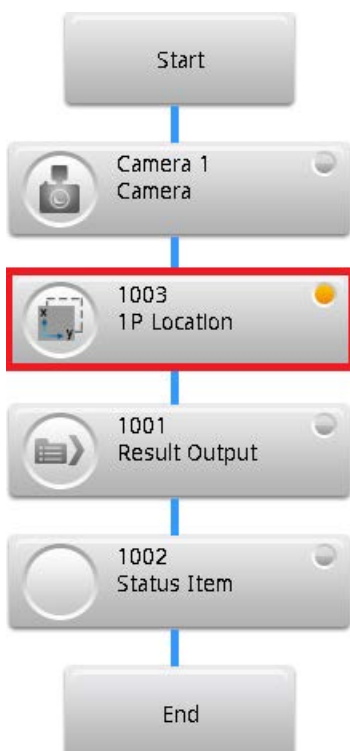 Start
Camera 1
Camera
1003
1P Location
1001
Result Output
1002
Status Item
End